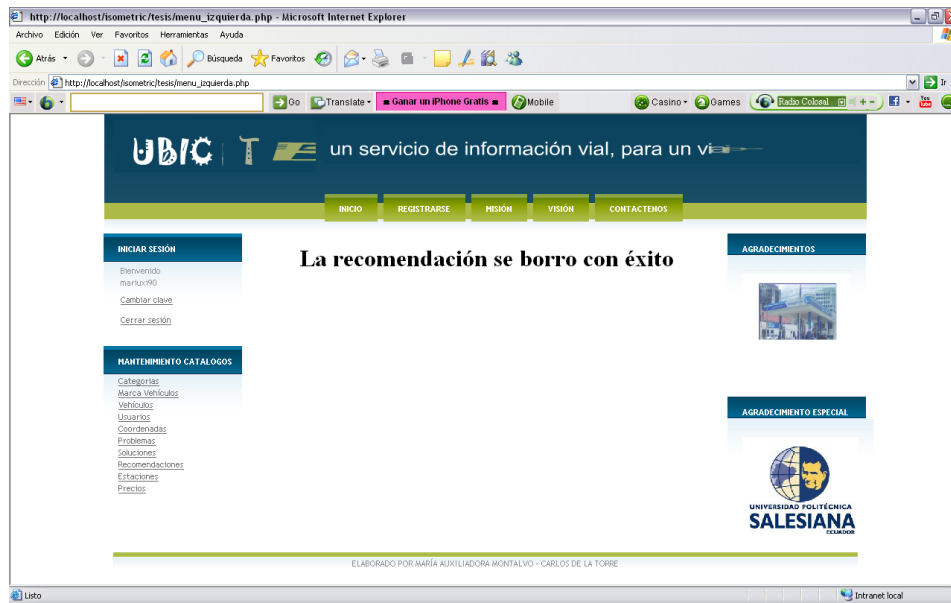 http://localhost/isometric/tesis/menu_izquierda.php - Microsoft Internet Explorer
Archivo Edición Ver Favoritos Herramientas Ayuda
Atrás Búsqueda Favoritos
Dirección http://localhost/isometric/tesis/menu_izquierda.php Ir
Go Translate Ganar un iPhone Gratis Mobile Casino Games Radio Colosal You Tube
UBIC T un servicio de información vial, para un
INICIO REGISTRARSE MISIÓN VISIÓN CONTACTENOS
INICIAR SESIÓN
Bienvenido
mariuxi90
Cambiar clave
Cerrar sesión
MANTENIMIENTO CATALOGOS
Categorias
Marca Vehículos
Vehículos
Usuarios
Coordenadas
Problemas
Soluciones
Recomendaciones
Estaciones
Precios
La recomendación se borro con éxito
AGRADECIMIENTOS
AGRADECIMIENTO ESPECIAL
UNIVERSIDAD POLITÉCNICA
SALESIANA
ECUADOR
ELABORADO POR MARÍA AUXILIADORA MONTALVO - CARLOS DE LA TORRE
Listo Intranet local